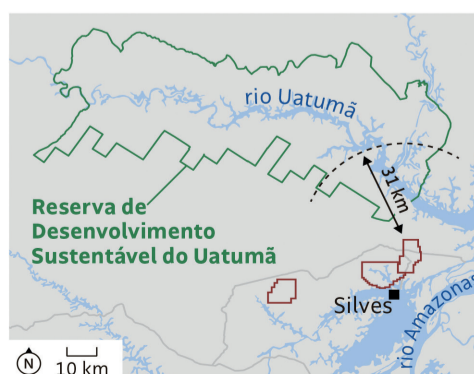 rio Uatumã
31 km
Reserva de
Desenvolvimento
Sustentável do Uatumã
Silves
rio Amazonas
N
10 km